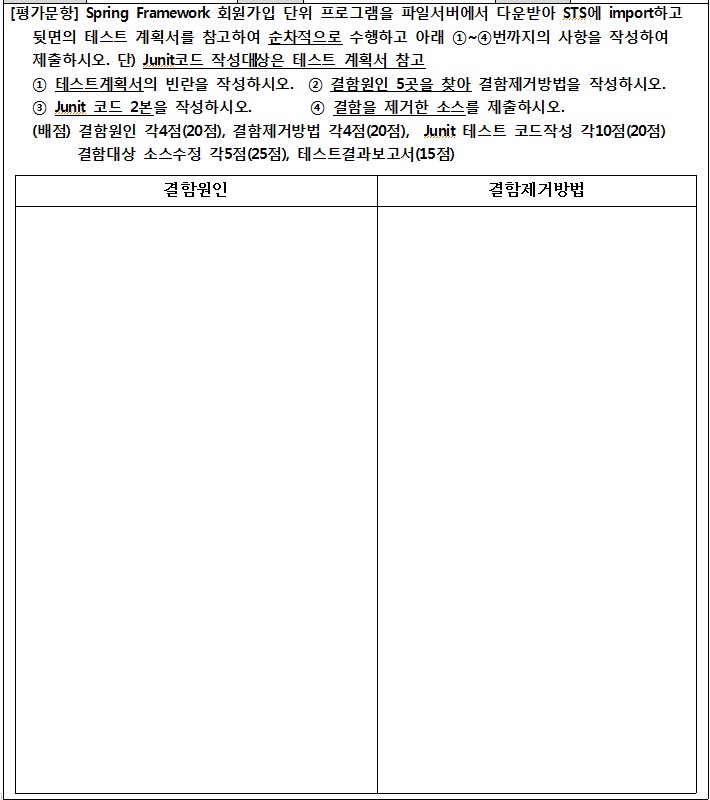 [평가문항] Spring Framework 회원가입 단위 프로그램을 파일서버에서 다운받아 STS에 import하고
뒷면의 테스트 계획서를 참고하여 순차적으로 수행하고 아래 ①~④번까지의 사항을 작성하여
제출하시오. 단) Junit코드 작성대상은 테스트 계획서 참고
① 테스트계획서의 빈란을 작성하시오. ② 결함원인 5곳을 찾아 결함제거방법을 작성하시오.
③ Junit 코드 2본을 작성하시오. ④ 결함을 제거한 소스를 제출하시오.
(배점) 결함원인 각4점(20점), 결함제거방법 각4점(20점), Junit 테스트 코드작성 각10점(20점)
결함대상 소스수정 각5점(25점), 테스트결과보고서(15점)
결함원인 결함제거방법